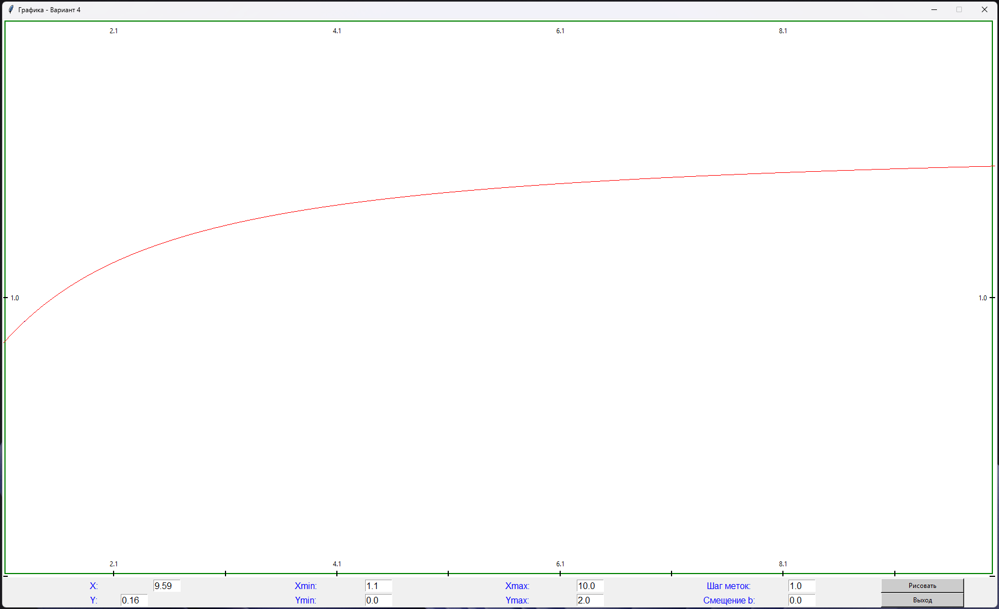 Графика - Вариант 4
2.1 4.1 6.1 8.1
1.0 1.0
2.1 4.1 6.1 8.1
X: 9.59 Xmin: 1.1 Xmax: 10.0 Шаг меток: 1.0 Рисовать
Y: 0.16 Ymin: 0.0 Ymax: 2.0 Смещение b: 0.0 Выход